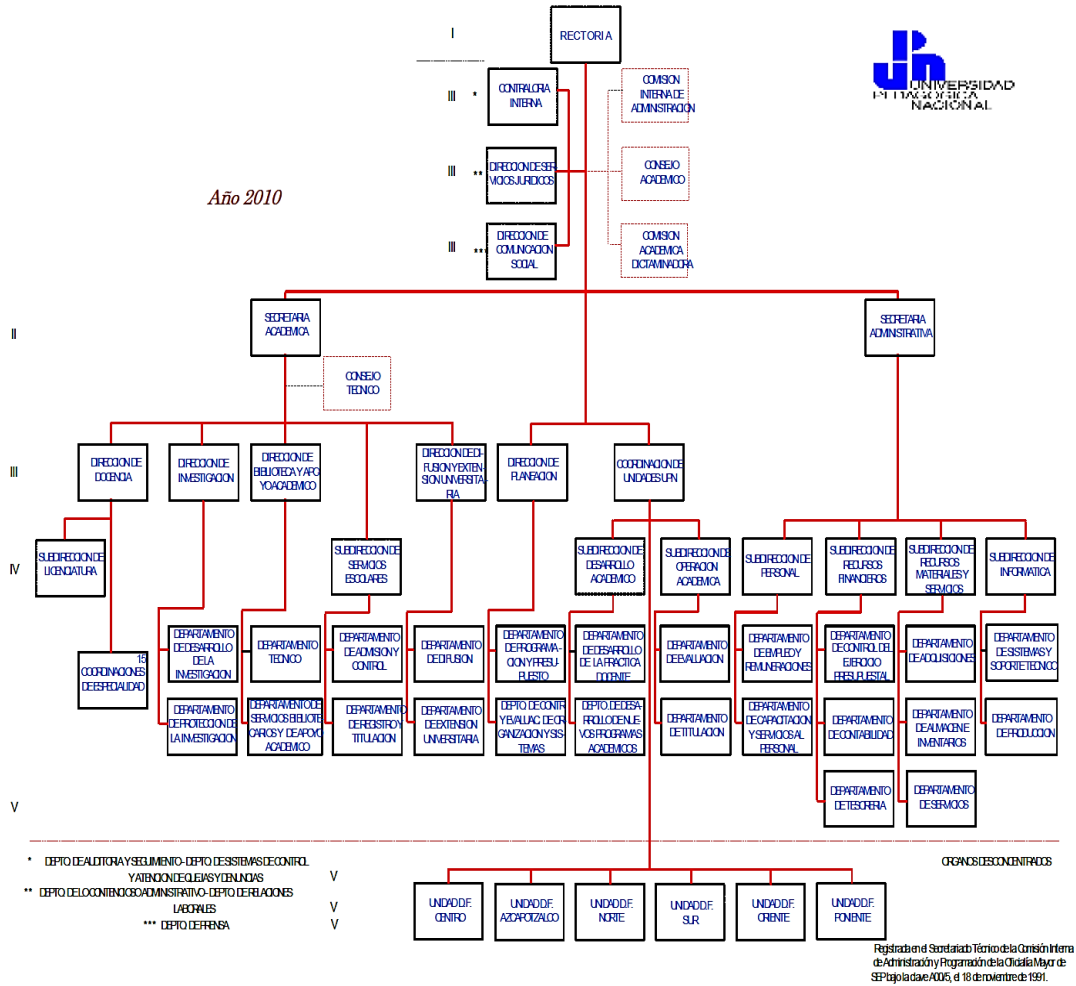 I
RECTORIA
UNIVERSIDAD
PEDAGOGICA
NACIONAL
III *
CONTRALORIA
INTERNA
COMISION
INTERNA DE
ADMINISTRACION
III **
DIRECCION DE SER-
VICIOS JURIDICOS
CONSEJO
ACADEMICO
Año 2010
III ***
DIRECCION DE
COMUNICACION
SOCIAL
COMISION
ACADEMICA
DICTAMINADORA
II
SECRETARIA
ACADEMICA
SECRETARIA
ADMINISTRATIVA
CONSEJO
TECNICO
III
DIRECCION DE
DOCENCIA
DIRECCION DE
INVESTIGACION
DIRECCION DE
BIBLIOTECA Y APO
YO ACADEMICO
DIRECCION DE DI-
FUSION Y EXTEN-
SION UNIVERSITA-
RIA
DIRECCION DE
PLANEACION
COORDINACION DE
UNIDADES UPN
IV
SUBDIRECCION DE
LICENCIATURA
SUBDIRECCION DE
SERVICIOS
ESCOLARES
SUBDIRECCION DE
DESARROLLO
ACADEMICO
SUBDIRECCION DE
OPERACION
ACADEMICA
SUBDIRECCION DE
PERSONAL
SUBDIRECCION DE
RECURSOS
FINANCIEROS
SUBDIRECCION DE
RECURSOS
MATERIALES Y
SERVICIOS
SUBDIRECCION DE
INFORMATICA
15
COORDINACIONES
DE ESPECIALIDAD
DEPARTAMENTO
DE DESARROLLO
DE LA
INVESTIGACION
DEPARTAMENTO
TECNICO
DEPARTAMENTO
DE ADMISION Y
CONTROL
DEPARTAMENTO
DE DIFUSION
DEPARTAMENTO
DE PROGRAMA-
CION Y PRESU-
PUESTO
DEPARTAMENTO
DE DESARROLLO
DE LA PRACTICA
DOCENTE
DEPARTAMENTO
DE EVALUACION
DEPARTAMENTO
DE EMPLEO Y
REMUNERACIONES
DEPARTAMENTO
DE CONTROL DEL
EJERCICIO
PRESUPUESTAL
DEPARTAMENTO
DE ADQUISICIONES
DEPARTAMENTO
DE SISTEMAS Y
SOPORTE TECNICO
DEPARTAMENTO
DE PROTECCION DE
LA INVESTIGACION
DEPARTAMENTO DE
SERVICIOS BIBLIOTE
CARIOS Y DE APOYO
ACADEMICO
DEPARTAMENTO
DE REGISTRO Y
TITULACION
DEPARTAMENTO
DE EXTENSION
UNIVERSITARIA
DEPTO. DE CONTR
Y EVALUAC. DE OR
GANIZACION Y SIS-
TEMAS
DEPTO. DE DESA-
RROLLO DE NUE-
VOS PROGRAMAS
ACADEMICOS
DEPARTAMENTO
DE TITULACION
DEPARTAMENTO
DE CAPACITACION
Y SERVICIOS AL
PERSONAL
DEPARTAMENTO
DE CONTABILIDAD
DEPARTAMENTO
DE ALMACEN E
INVENTARIOS
DEPARTAMENTO
DE PRODUCCION
V
DEPARTAMENTO
DE TESORERIA
DEPARTAMENTO
DE SERVICIOS
* DEPTO. DE AUDITORIA Y SEGUIMIENTO - DEPTO. DE SISTEMAS DE CONTROL
Y ATENCION DE QUEJAS Y DENUNCIAS V
** DEPTO. DE LO CONTENCIOSO ADMINISTRATIVO - DEPTO. DE RELACIONES
LABORALES V
*** DEPTO. DE PRENSA V
ORGANOS DESCONCENTRADOS
UNIDAD D.F.
CENTRO
UNIDAD D.F.
AZCAPOTZALCO
UNIDAD D.F.
NORTE
UNIDAD D.F.
SUR
UNIDAD D.F.
ORIENTE
UNIDAD D.F.
PONIENTE
Registrada en el Secretariado Técnico de la Comisión Interna
de Administración y Programación de la Oficialía Mayor de
SEP bajo la clave A00/5, el 18 de noviembre de 1991.